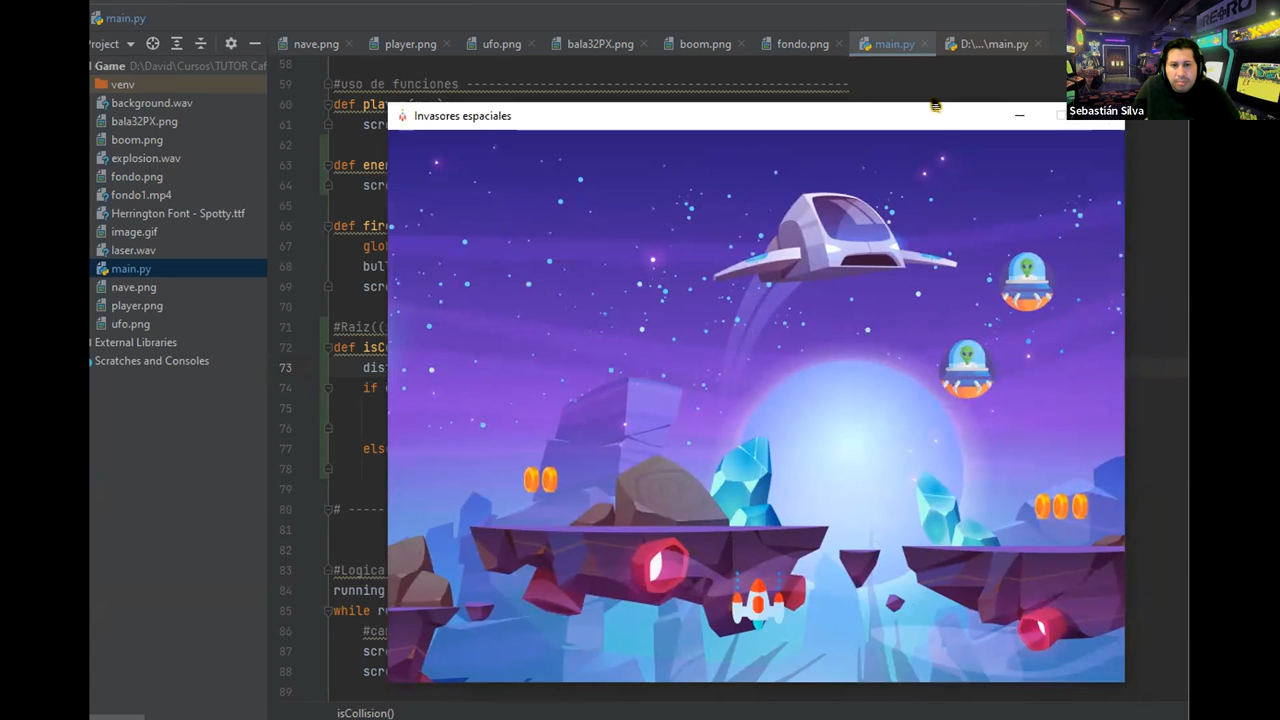 main.py
Project
nave.png
player.png
ufo.png
bala32PX.png
boom.png
fondo.png
main.py
D:\...\main.py
RETRO
Sebastián Silva
Game D:\David\Cursos\TUTOR Caf
venv
background.wav
bala32PX.png
boom.png
explosion.wav
fondo.png
fondo1.mp4
Herrington Font - Spotty.ttf
image.gif
laser.wav
main.py
nave.png
player.png
ufo.png
External Libraries
Scratches and Consoles
58
59 #uso de funciones -------------------------------------------------------
60 def pla
61 scr
62
63 def ene
64 scr
65
66 def fir
67 glo
68 bul
69 scr
70
71 #Raiz((
72 def isC
73 dis
74 if
75
76
77 els
78
79
80 # -----
81
82
83 #Logica
84 running
85 while r
86 #ca
87 scr
88 scr
89
Invasores espaciales
isCollision()